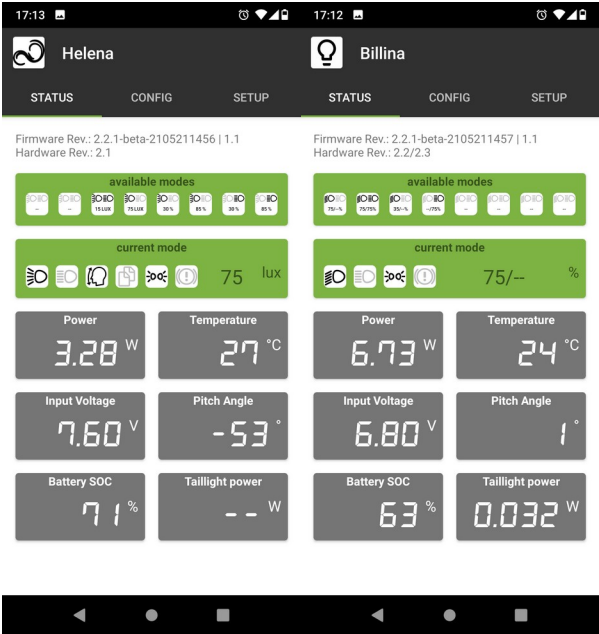 17:13
Helena
STATUS CONFIG SETUP
Firmware Rev.: 2.2.1-beta-2105211456 | 1.1
Hardware Rev.: 2.1
available modes
-- -- 15 LUX 75 LUX 30 % 85 % 30 % 85 %
current mode
75 lux
Power Temperature
3.28 W 27 °C
Input Voltage Pitch Angle
7.60 V -53 °
Battery SOC Taillight power
71 % -- W
17:12
Billina
STATUS CONFIG SETUP
Firmware Rev.: 2.2.1-beta-2105211457 | 1.1
Hardware Rev.: 2.2/2.3
available modes
75/--% 75/75% 35/--% --/75% -- -- -- --
current mode
75/-- %
Power Temperature
6.73 W 24 °C
Input Voltage Pitch Angle
6.80 V 1 °
Battery SOC Taillight power
63 % 0.032 W